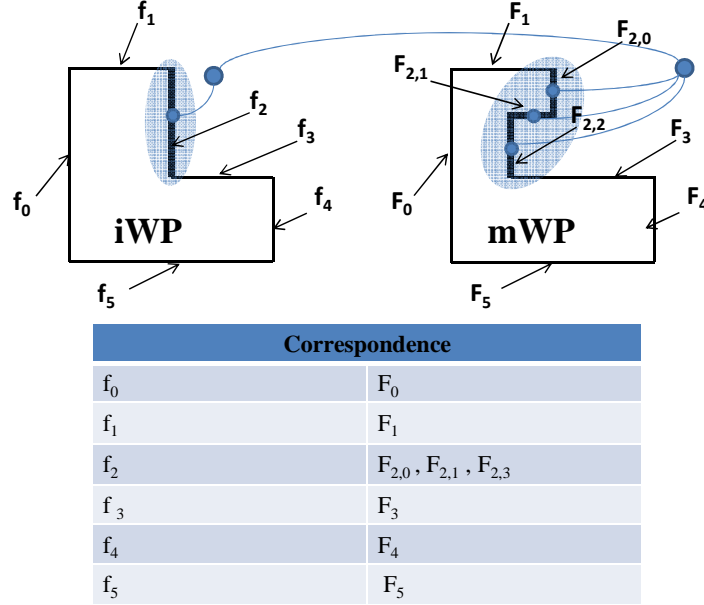 f₁
F₁
F₂,₀
F₂,₁
f₂
F₂,₂
f₃
F₃
f₀
f₄
F₀
F₄
iWP
mWP
f₅
F₅
Correspondence
f₀ F₀
f₁ F₁
f₂ F₂,₀ , F₂,₁ , F₂,₃
f ₃ F₃
f₄ F₄
f₅ F₅